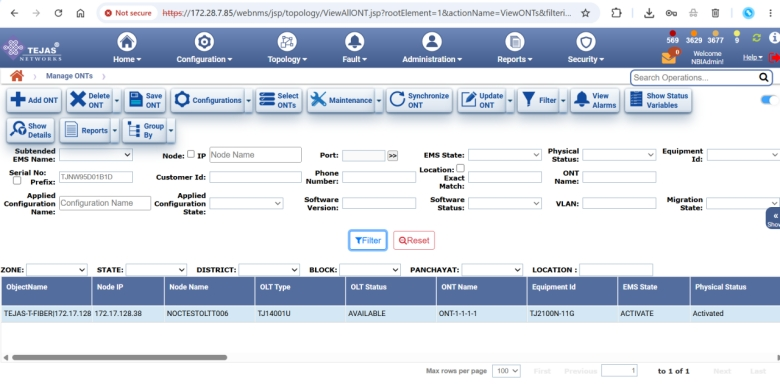 Not secure https://172.28.7.85/webnms/jsp/topology/ViewAllONT.jsp?rootElement=1&actionName=ViewONTs&filteri...
TEJAS NETWORKS
Home Configuration Topology Fault Administration Reports Security
569 3629 3677 9
0 Welcome NBIAdmin! Help
Manage ONTs
Search Operations...
Add ONT Delete ONT Save ONT Configurations Select ONTs Maintenance Synchronize ONT Update ONT Filter View Alarms Show Status Variables
Show Details Reports Group By
Subtended EMS Name: Node: IP Node Name Port: >> EMS State: Physical Status: Equipment Id:
Serial No: Prefix: TJNW95D01B1D Customer Id: Phone Number: Location: Exact Match: ONT Name:
Applied Configuration Name: Configuration Name Applied Configuration State: Software Version: Software Status: VLAN: Migration State:
«
Show
Filter Reset
ZONE: STATE: DISTRICT: BLOCK: PANCHAYAT: LOCATION :
ObjectName Node IP Node Name OLT Type OLT Status ONT Name Equipment Id EMS State Physical Status
TEJAS-T-FIBER|172.17.128 172.17.128.38 NOCTESTOLTT006 TJ14001U AVAILABLE ONT-1-1-1-1 TJ2100N-11G ACTIVATE Activated
Max rows per page 100 First Previous 1 to 1 of 1 Next Last